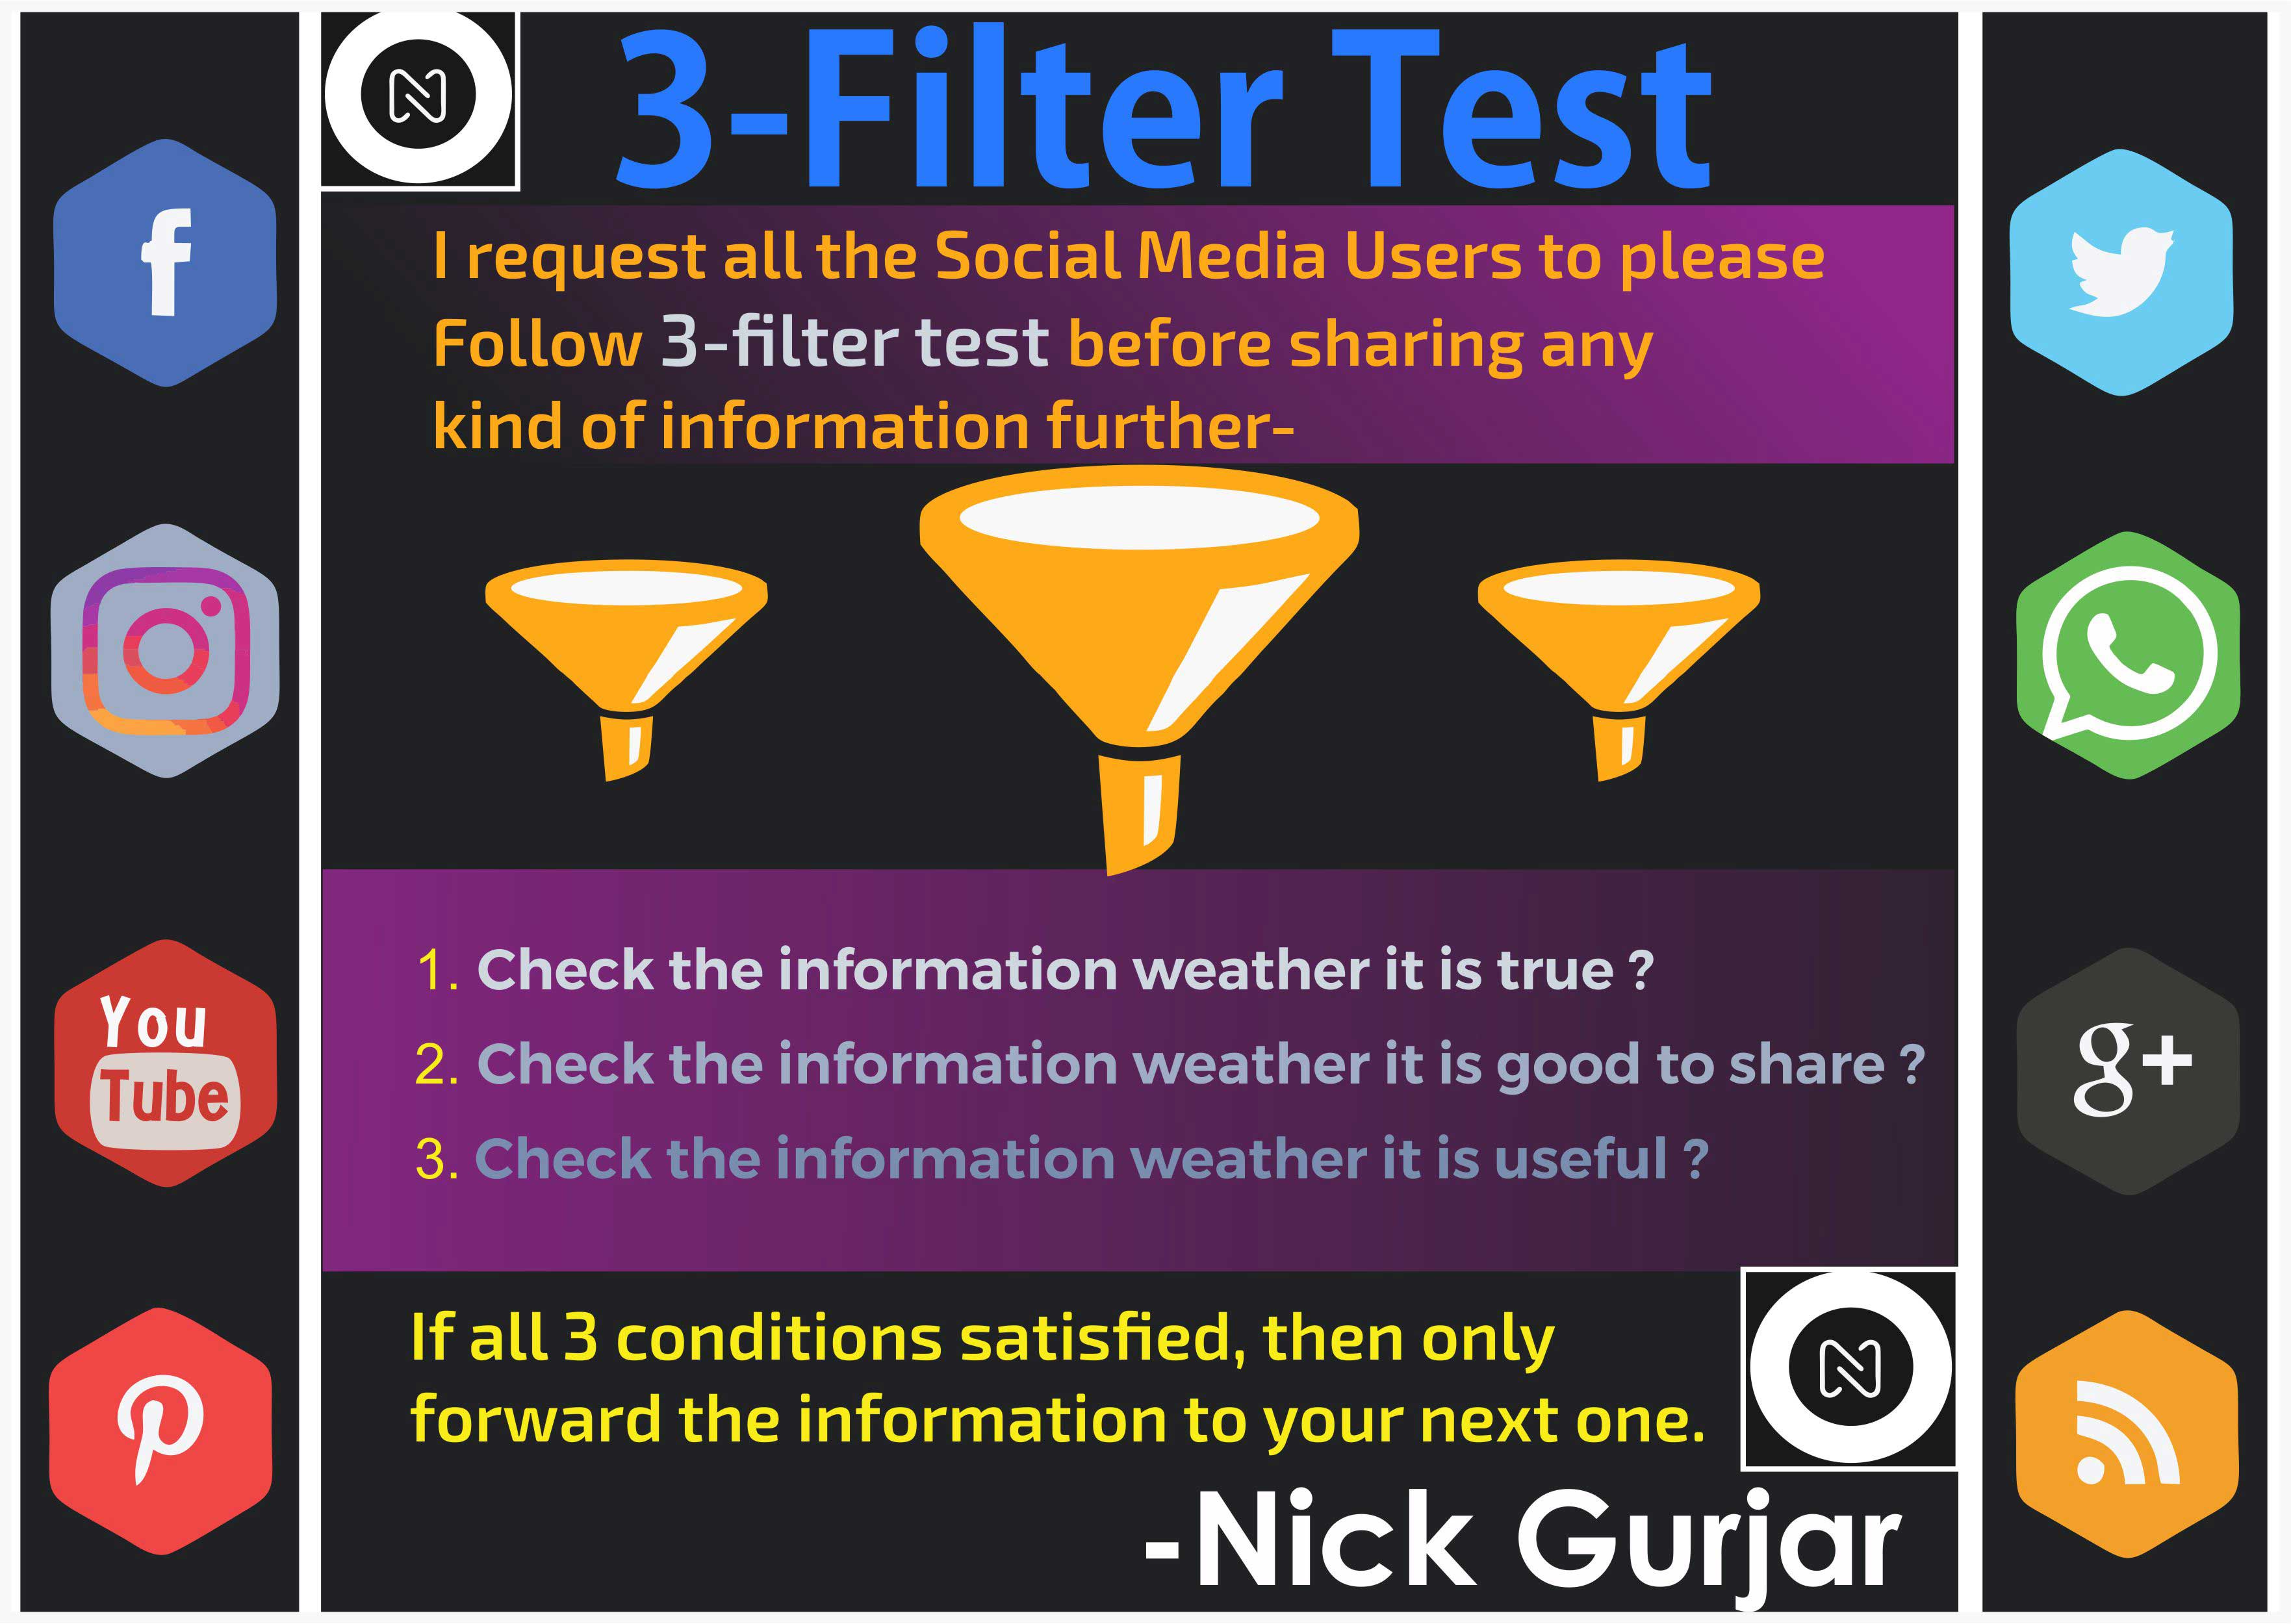 3-Filter Test
I request all the Social Media Users to please
Follow 3-filter test before sharing any
kind of information further-
1. Check the information weather it is true ?
2. Check the information weather it is good to share ?
3. Check the information weather it is useful ?
If all 3 conditions satisfied, then only
forward the information to your next one.
-Nick Gurjar
N
N
f
You
Tube
g+